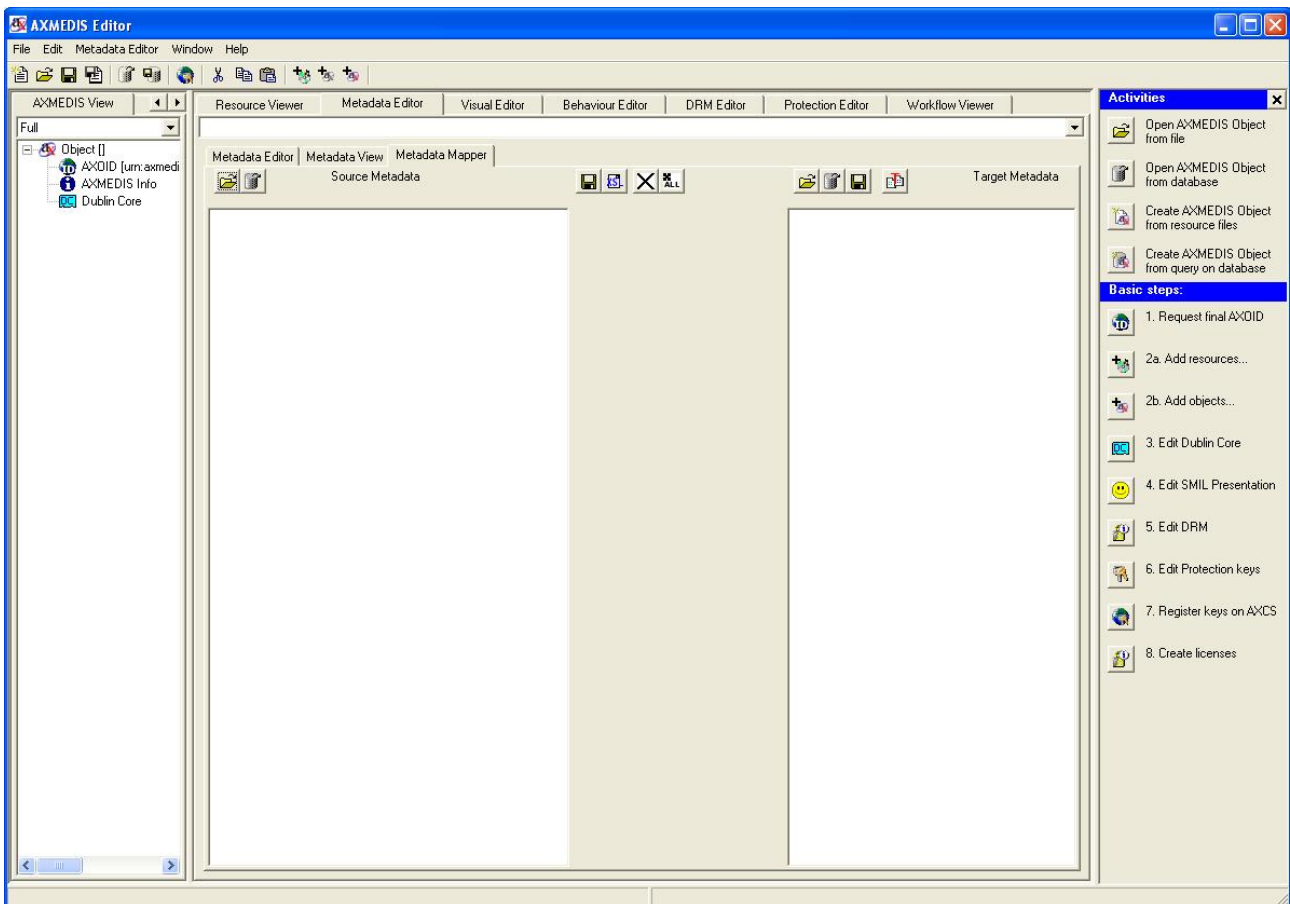 AXMEDIS Editor
File Edit Metadata Editor Window Help
AXMEDIS View
Full
Object []
AXOID [urn:axmedi
AXMEDIS Info
Dublin Core
Resource Viewer Metadata Editor Visual Editor Behaviour Editor DRM Editor Protection Editor Workflow Viewer
Metadata Editor Metadata View Metadata Mapper
Source Metadata
XSL
ALL
Target Metadata
Activities
Open AXMEDIS Object
from file
Open AXMEDIS Object
from database
Create AXMEDIS Object
from resource files
Create AXMEDIS Object
from query on database
Basic steps:
1. Request final AXOID
2a. Add resources...
2b. Add objects...
3. Edit Dublin Core
4. Edit SMIL Presentation
5. Edit DRM
6. Edit Protection keys
7. Register keys on AXCS
8. Create licenses